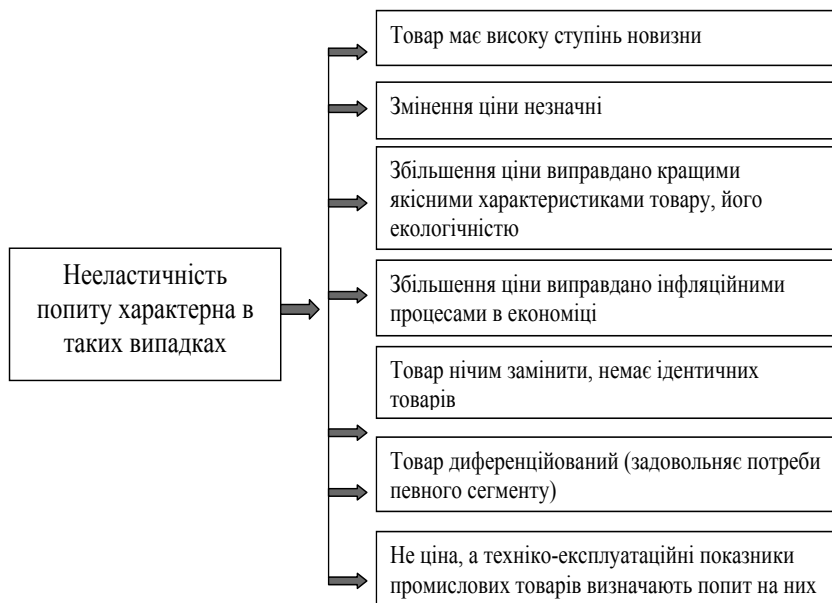 Товар має високу ступінь новизни
Змінення ціни незначні
Збільшення ціни виправдано кращими
якісними характеристиками товару, його
екологічністю
Нееластичність
попиту характерна в
таких випадках
Збільшення ціни виправдано інфляційними
процесами в економіці
Товар нічим замінити, немає ідентичних
товарів
Товар диференційований (задовольняє потреби
певного сегменту)
Не ціна, а техніко-експлуатаційні показники
промислових товарів визначають попит на них